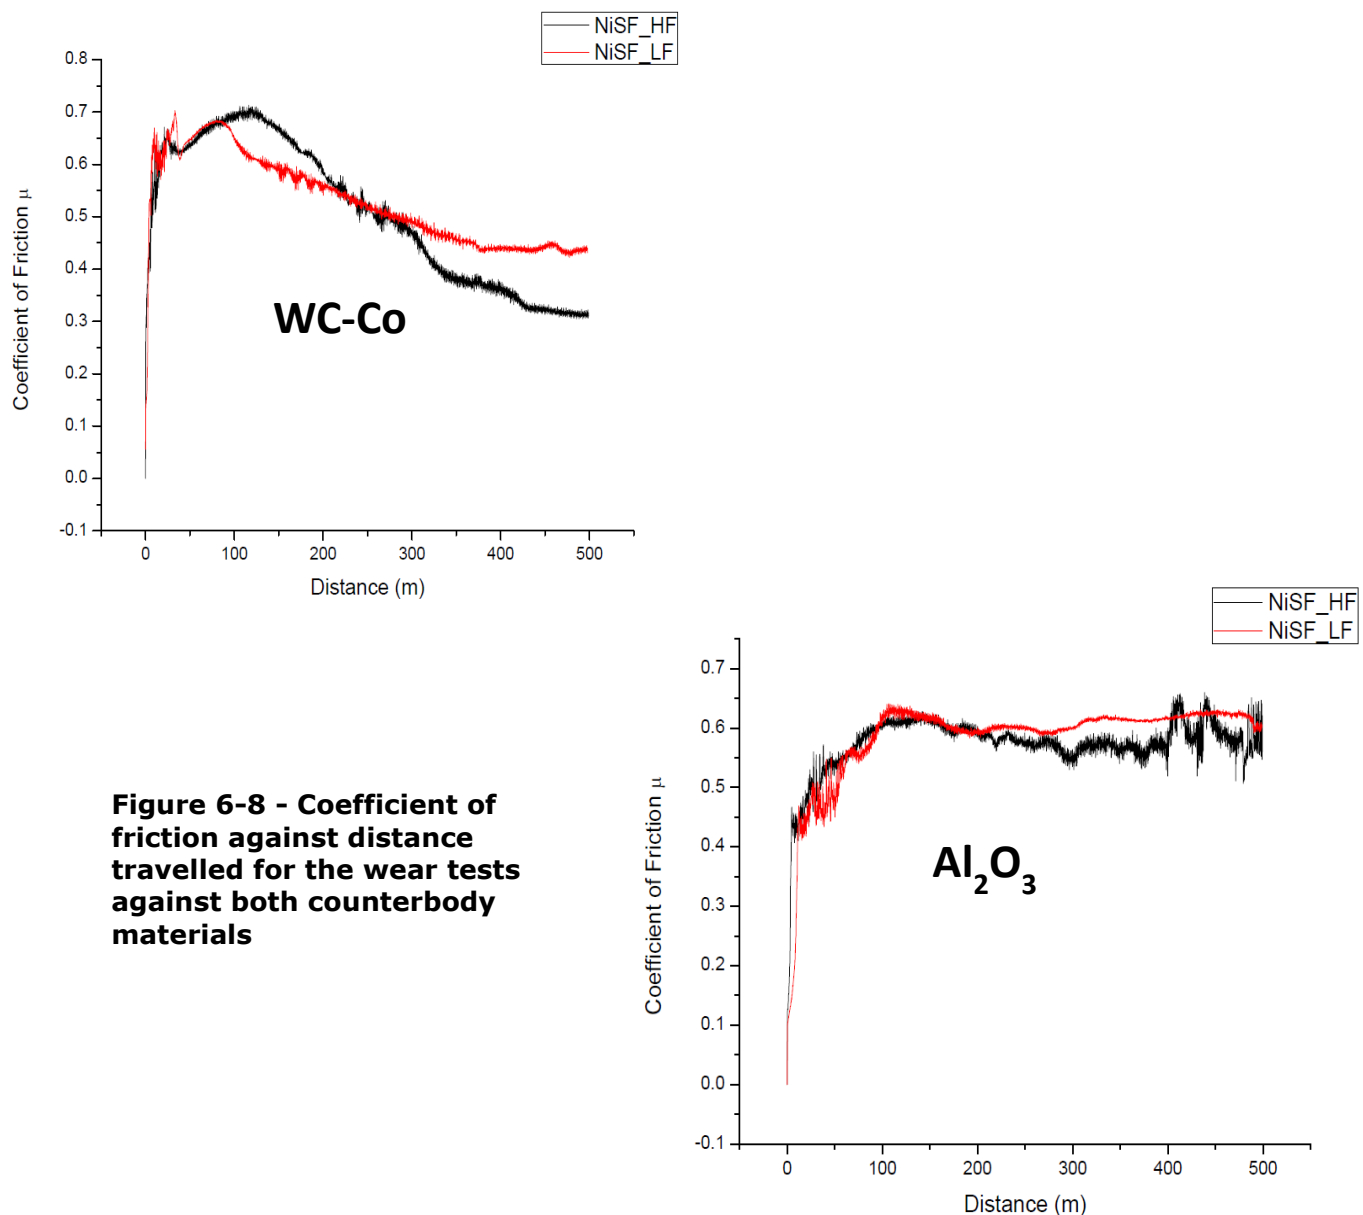 NiSF_HF
NiSF_LF
0.8
0.7
0.6
0.5
0.4
0.3
0.2
0.1
0.0
-0.1
Coefficient of Friction μ
WC-Co
0 100 200 300 400 500
Distance (m)
NiSF_HF
NiSF_LF
0.7
0.6
0.5
0.4
0.3
0.2
0.1
0.0
-0.1
Coefficient of Friction μ
Al₂O₃
0 100 200 300 400 500
Distance (m)
Figure 6-8 - Coefficient of
friction against distance
travelled for the wear tests
against both counterbody
materials